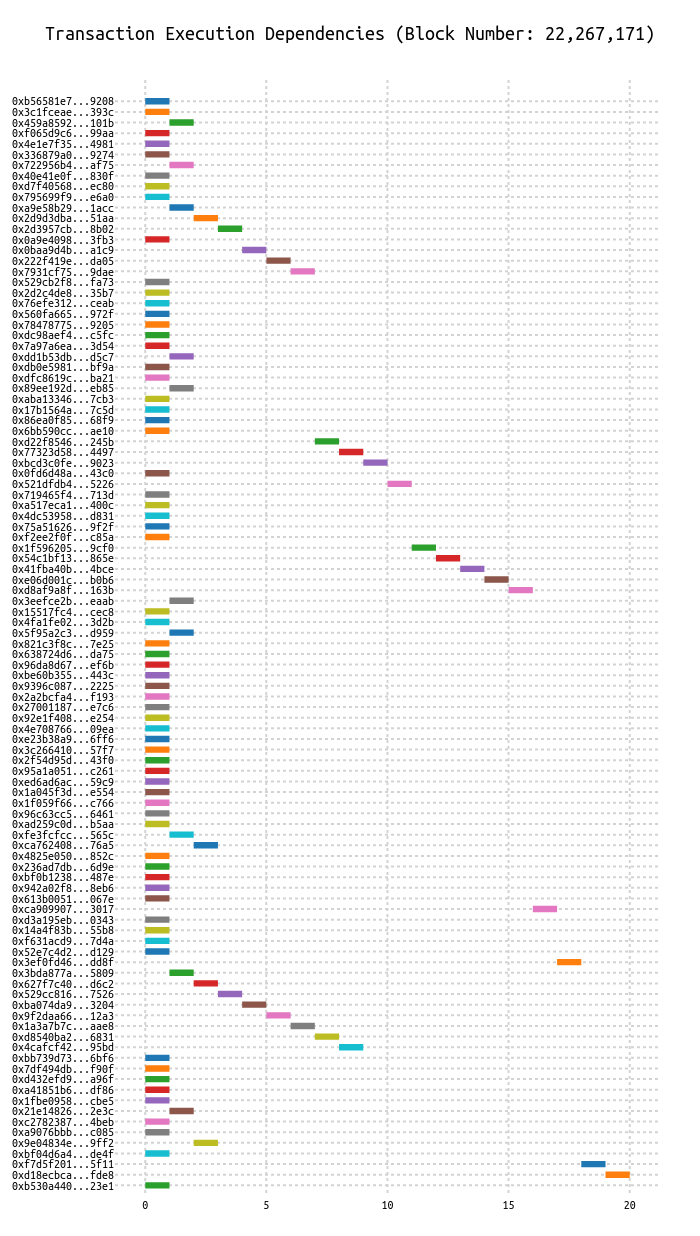 Transaction Execution Dependencies (Block Number: 22,267,171)
0xb56581e7...9208
0x3c1fceae...393c
0x459a8592...101b
0xf065d9c6...99aa
0x4e1e7f35...4981
0x336879a0...9274
0x722956b4...af75
0x40e41e0f...830f
0xd7f40568...ec80
0x795699f9...e6a0
0xa9e58b29...1acc
0x2d9d3dba...51aa
0x2d3957cb...8b02
0x0a9e4098...3fb3
0x0baa9d4b...a1c9
0x222f419e...da05
0x7931cf75...9dae
0x529cb2f8...fa73
0x2d2c4de8...35b7
0x76efe312...ceab
0x560fa665...972f
0x78478775...9205
0xdc98aef4...c5fc
0x7a97a6ea...3d54
0xdd1b53db...d5c7
0xdb0e5981...bf9a
0xdfc8619c...ba21
0x89ee192d...eb85
0xaba13346...7cb3
0x17b1564a...7c5d
0x86ea0f85...68f9
0x6bb590cc...ae10
0xd22f8546...245b
0x77323d58...4497
0xbcd3c0fe...9023
0x0fd6d48a...43c0
0x521dfdb4...5226
0x719465f4...713d
0xa517eca1...400c
0x4dc53958...d831
0x75a51626...9f2f
0xf2ee2f0f...c85a
0x1f596205...9cf0
0x54c1bf13...865e
0x41fba40b...4bce
0xe06d001c...b0b6
0xd8af9a8f...163b
0x3eefce2b...eaab
0x15517fc4...cec8
0x4fa1fe02...3d2b
0x5f95a2c3...d959
0x821c3f8c...7e25
0x638724d6...da75
0x96da8d67...ef6b
0xbe60b355...443c
0x9396c087...2225
0x2a2bcfa4...f193
0x27001187...e7c6
0x92e1f408...e254
0x4e708766...09ea
0xe23b38a9...6ff6
0x3c266410...57f7
0x2f54d95d...43f0
0x95a1a051...c261
0xed6ad6ac...59c9
0x1a045f3d...e554
0x1f059f66...c766
0x96c63cc5...6461
0xad259c0d...b5aa
0xfe3fcfcc...565c
0xca762408...76a5
0x4825e050...852c
0x236ad7db...6d9e
0xbf0b1238...487e
0x942a02f8...8eb6
0x613b0051...067e
0xca909907...3017
0xd3a195eb...0343
0x14a4f83b...55b8
0xf631acd9...7d4a
0x52e7c4d2...d129
0x3ef0fd46...dd8f
0x3bda877a...5809
0x627f7c40...d6c2
0x529cc816...7526
0xba074da9...3204
0x9f2daa66...12a3
0x1a3a7b7c...aae8
0xd8540ba2...6831
0x4cafcf42...95bd
0xbb739d73...6bf6
0x7df494db...f90f
0xd432efd9...a96f
0xa41851b6...df86
0x1fbe0958...cbe5
0x21e14826...2e3c
0xc2782387...4beb
0xa9076bbb...c085
0x9e04834e...9ff2
0xbf04d6a4...de4f
0xf7d5f201...5f11
0xd18ecbca...fde8
0xb530a440...23e1
0 5 10 15 20